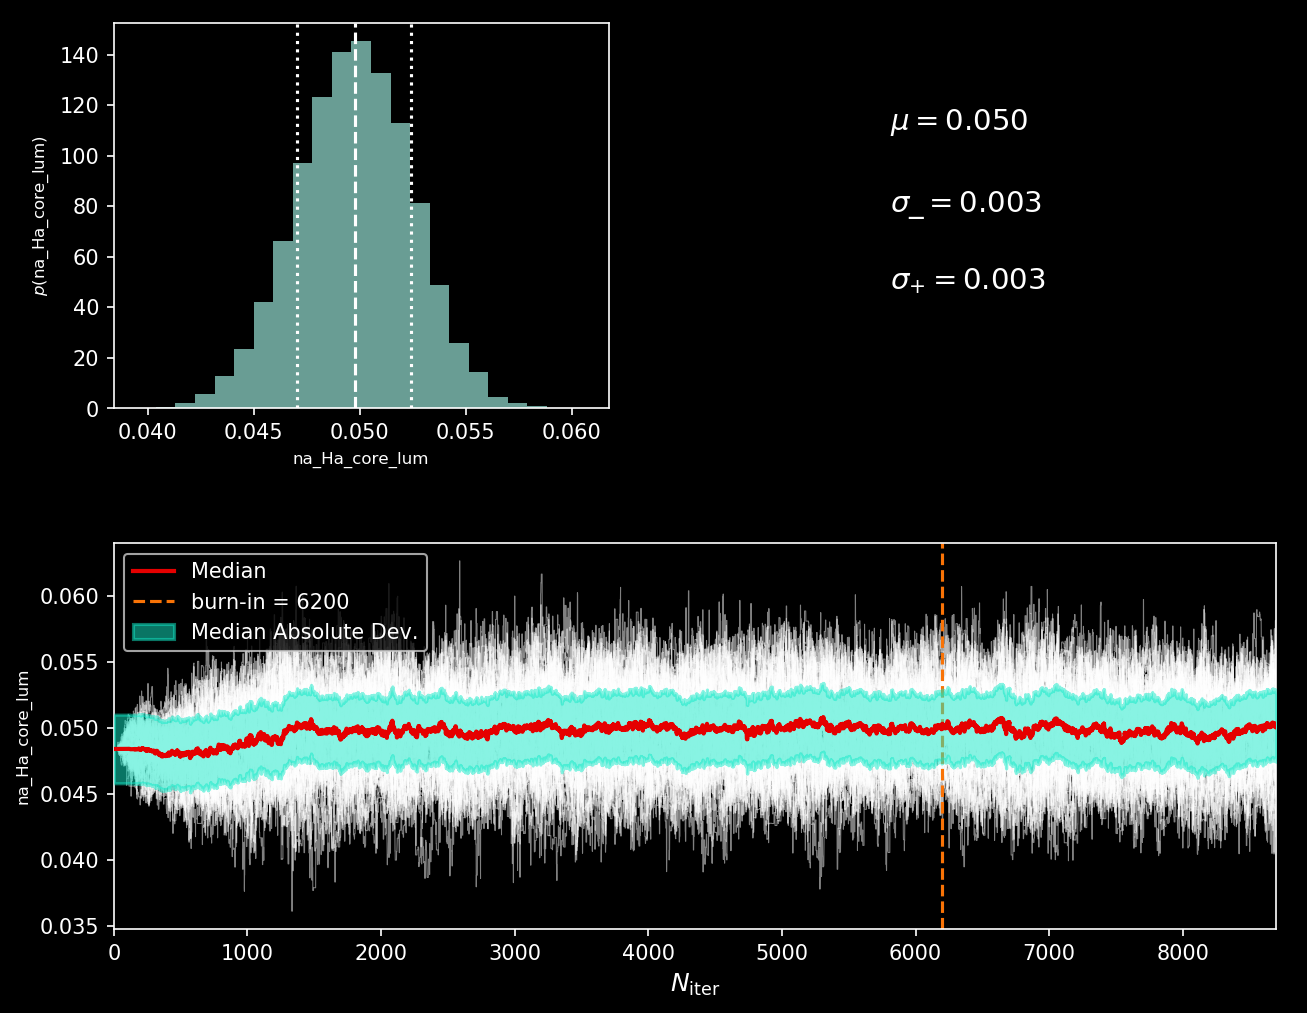 140
120
100
80
60
40
20
0
p(na_Ha_core_lum)
0.040 0.045 0.050 0.055 0.060
na_Ha_core_lum
μ = 0.050
σ₋ = 0.003
σ₊ = 0.003
Median
burn-in = 6200
Median Absolute Dev.
0.060
0.055
0.050
0.045
0.040
0.035
na_Ha_core_lum
0 1000 2000 3000 4000 5000 6000 7000 8000
N_iter